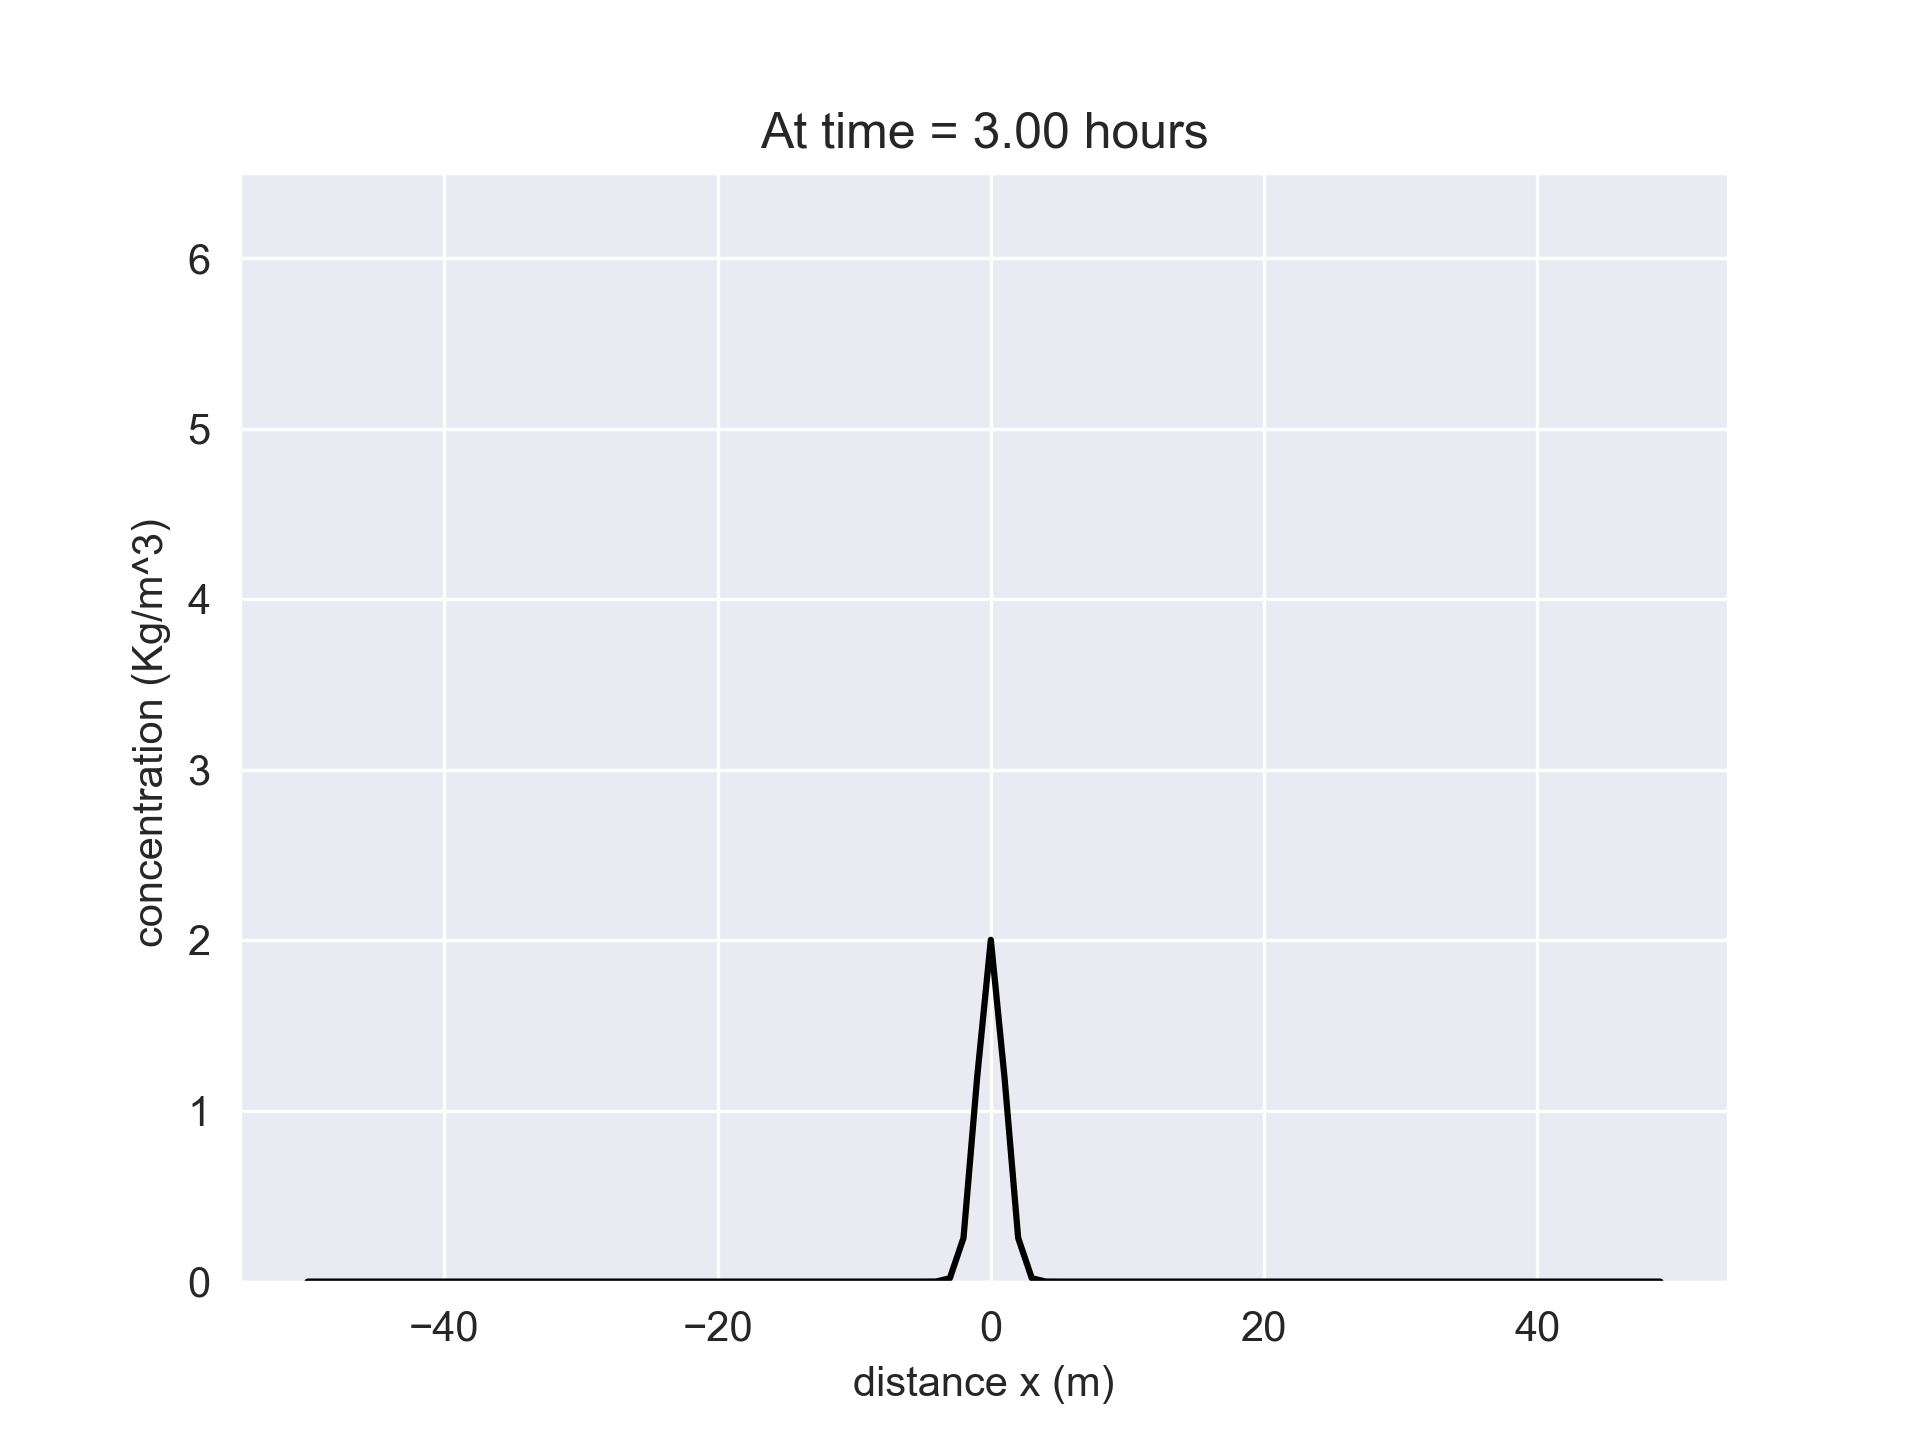 At time = 3.00 hours
6
5
4
3
2
1
0
concentration (Kg/m^3)
−40 −20 0 20 40
distance x (m)